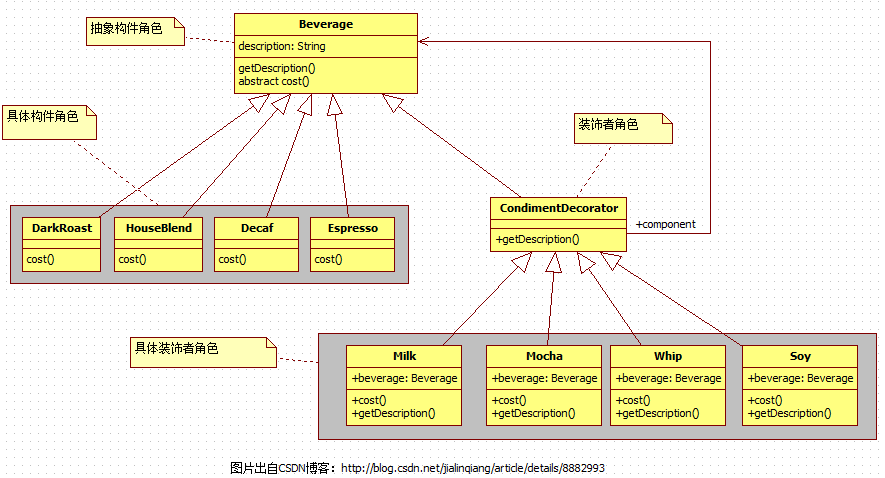 抽象构件角色
Beverage
description: String
getDescription()
abstract cost()
具体构件角色
装饰者角色
DarkRoast
cost()
HouseBlend
cost()
Decaf
cost()
Espresso
cost()
CondimentDecorator
+getDescription()
+component
具体装饰者角色
Milk
+beverage: Beverage
+cost()
+getDescription()
Mocha
+beverage: Beverage
+cost()
+getDescription()
Whip
+beverage: Beverage
+cost()
+getDescription()
Soy
+beverage: Beverage
+cost()
+getDescription()
图片出自CSDN博客：http://blog.csdn.net/jialinqiang/article/details/8882993